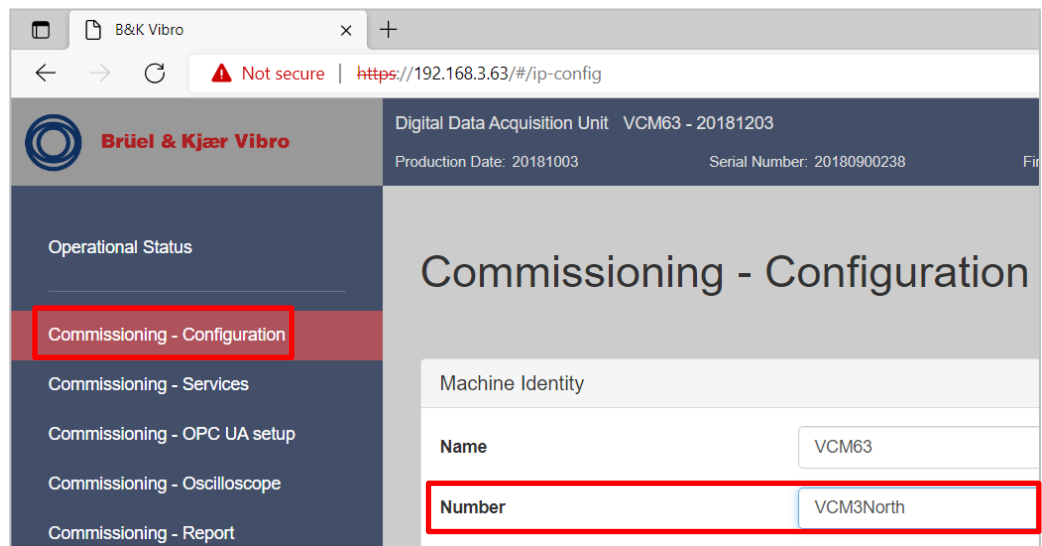 B&K Vibro
Not secure | https://192.168.3.63/#/ip-config
Brüel & Kjær Vibro
Digital Data Acquisition Unit VCM63 - 20181203
Production Date: 20181003 Serial Number: 20180900238 Fi
Operational Status
Commissioning - Configuration
Commissioning - Configuration
Commissioning - Services
Commissioning - OPC UA setup
Commissioning - Oscilloscope
Commissioning - Report
Machine Identity
Name VCM63
Number VCM3North